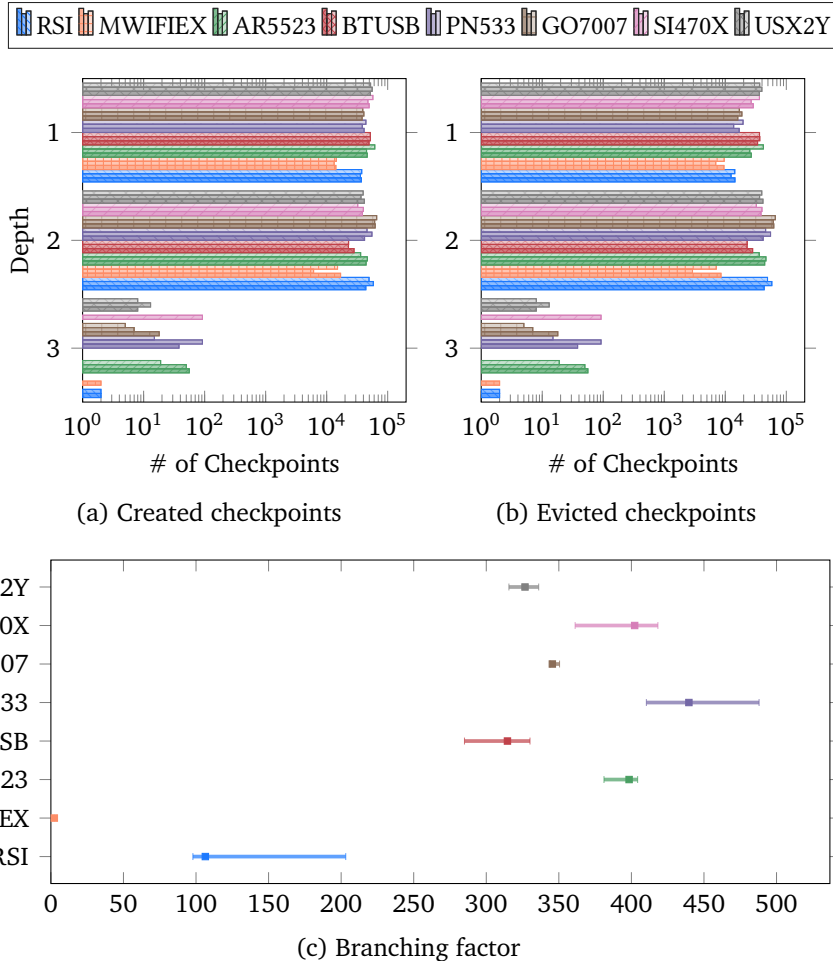 RSI MWIFIEX AR5523 BTUSB PN533 GO7007 SI470X USX2Y
Depth
1
2
3
10^0 10^1 10^2 10^3 10^4 10^5
# of Checkpoints
(a) Created checkpoints
1
2
3
10^0 10^1 10^2 10^3 10^4 10^5
# of Checkpoints
(b) Evicted checkpoints
2Y
0X
07
33
SB
23
EX
RSI
0 50 100 150 200 250 300 350 400 450 500
(c) Branching factor